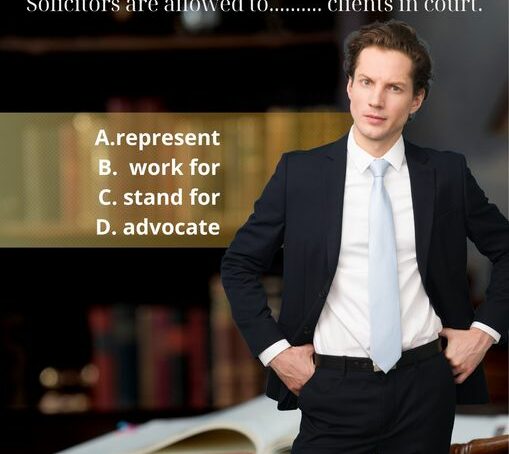 Solicitors are allowed to.......... clients in court.
A.represent
B. work for
C. stand for
D. advocate